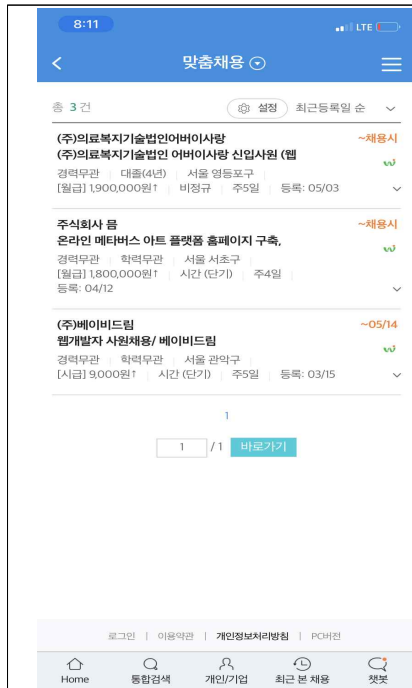 8:11
LTE
맞춤채용
총 3 건
설정
최근등록일 순
(주)의료복지기술법인어버이사랑
~채용시
(주)의료복지기술법인 어버이사랑 신입사원 (웹
경력무관 대졸(4년) 서울 영등포구
[월급] 1,900,000원↑ 비정규 주5일 등록: 05/03
주식회사 믐
~채용시
온라인 메타버스 아트 플랫폼 홈페이지 구축,
경력무관 학력무관 서울 서초구
[월급] 1,800,000원↑ 시간 (단기) 주4일
등록: 04/12
(주)베이비드림
~05/14
웹개발자 사원채용/ 베이비드림
경력무관 학력무관 서울 관악구
[시급] 9,000원↑ 시간 (단기) 주5일 등록: 03/15
1
1 / 1 바로가기
로그인 | 이용약관 | 개인정보처리방침 | PC버전
Home 통합검색 개인/기업 최근 본 채용 챗봇